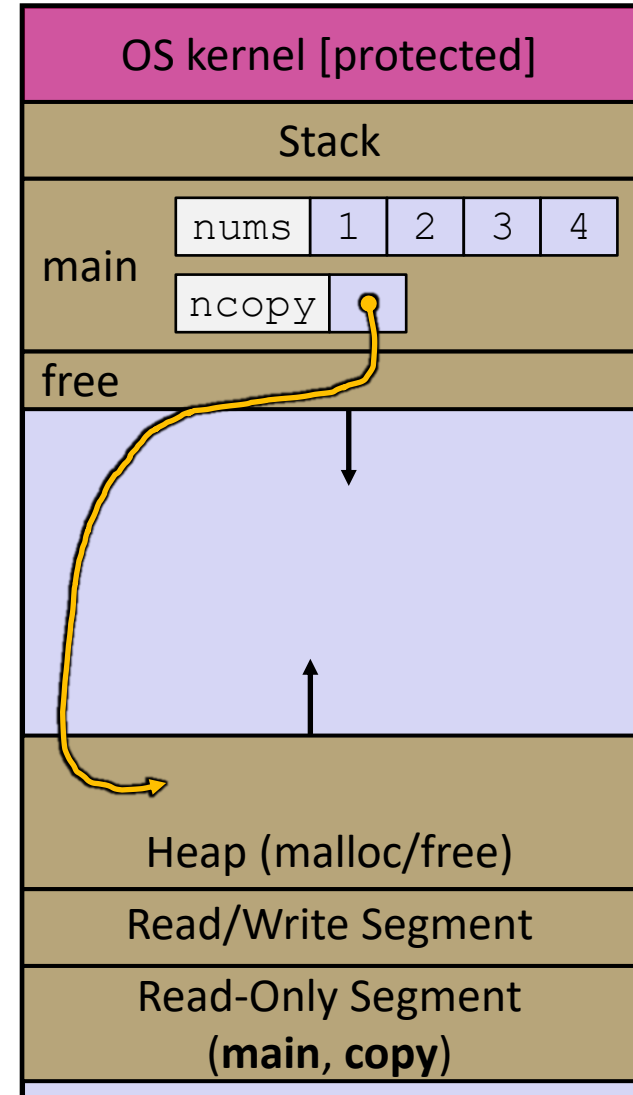 OS kernel [protected]
Stack
nums 1 2 3 4
main
ncopy
free
Heap (malloc/free)
Read/Write Segment
Read-Only Segment
(main, copy)